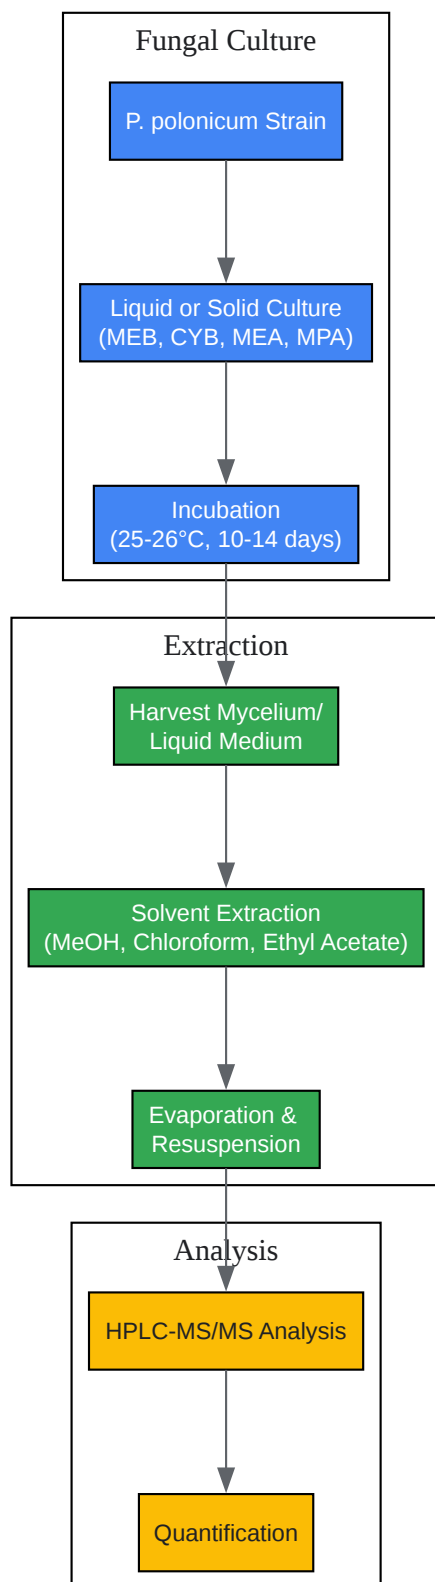 Fungal Culture
P. polonicum Strain
Liquid or Solid Culture
(MEB, CYB, MEA, MPA)
Incubation
(25-26°C, 10-14 days)
Extraction
Harvest Mycelium/
Liquid Medium
Solvent Extraction
(MeOH, Chloroform, Ethyl Acetate)
Evaporation &
Resuspension
Analysis
HPLC-MS/MS Analysis
Quantification